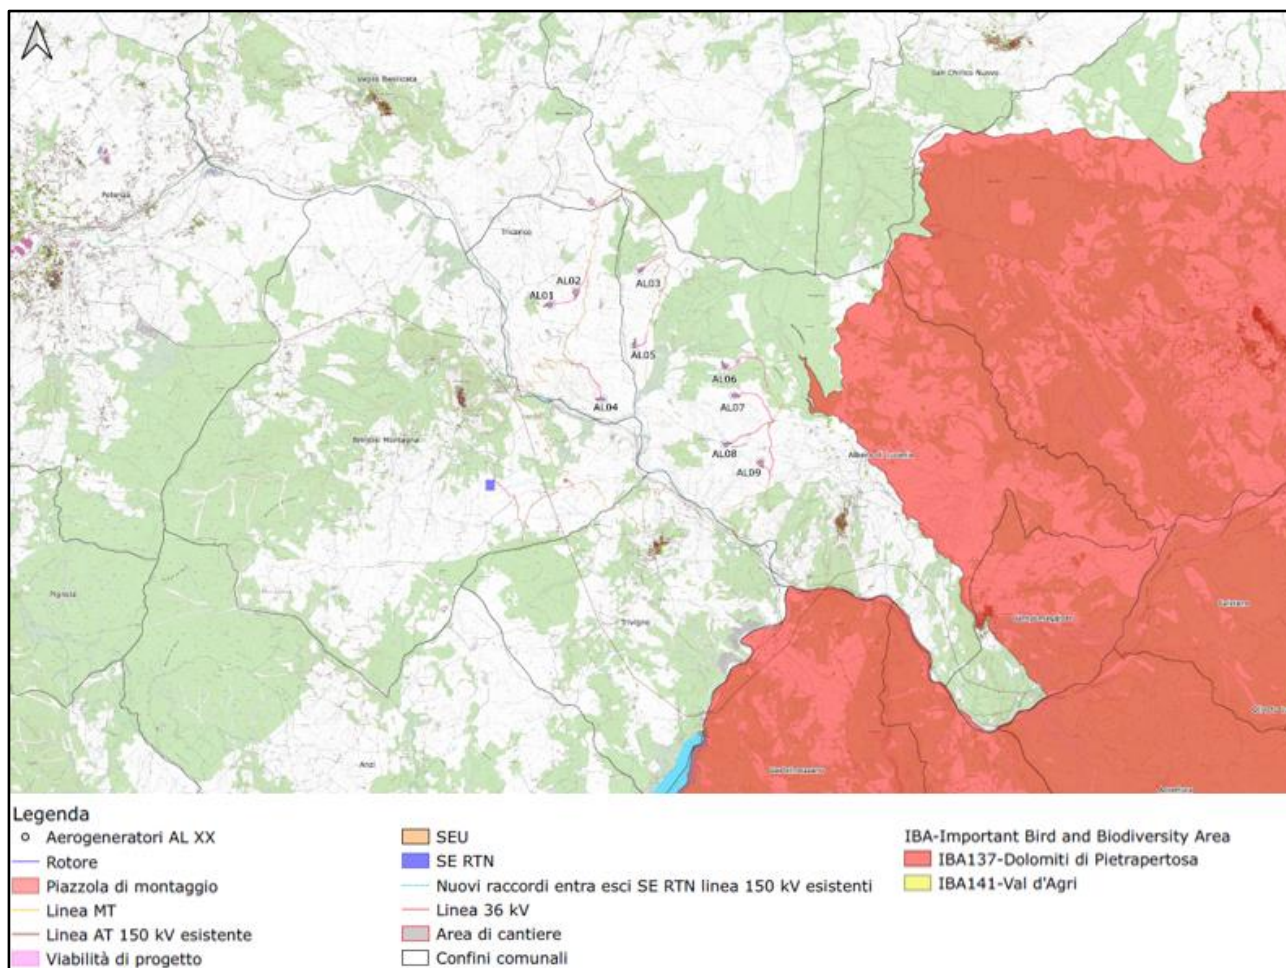 Vaglio Basilicata
San Chirico Nuovo
Potenza
Tricarico
AL02
AL03
AL01
AL05
AL06
AL07
AL04
Brindisi Montagna
AL08
Albano di Lucania
AL09
Pignola
Trivigno
Campomaggiore
Calciano
Anzi
Castelmezzano
Accettura
Legenda
Aerogeneratori AL XX
Rotore
Piazzola di montaggio
Linea MT
Linea AT 150 kV esistente
Viabilità di progetto
SEU
SE RTN
Nuovi raccordi entra esci SE RTN linea 150 kV esistenti
Linea 36 kV
Area di cantiere
Confini comunali
IBA-Important Bird and Biodiversity Area
IBA137-Dolomiti di Pietrapertosa
IBA141-Val d'Agri